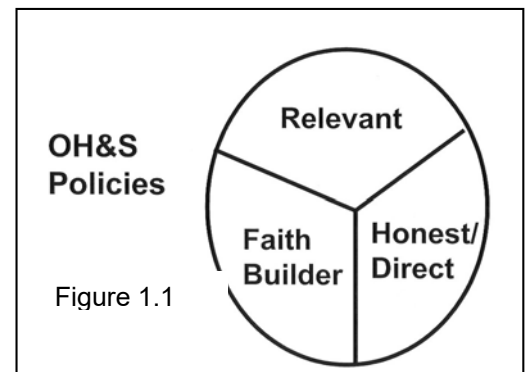 OH&S
Policies
Relevant
Faith
Builder
Honest/
Direct
Figure 1.1